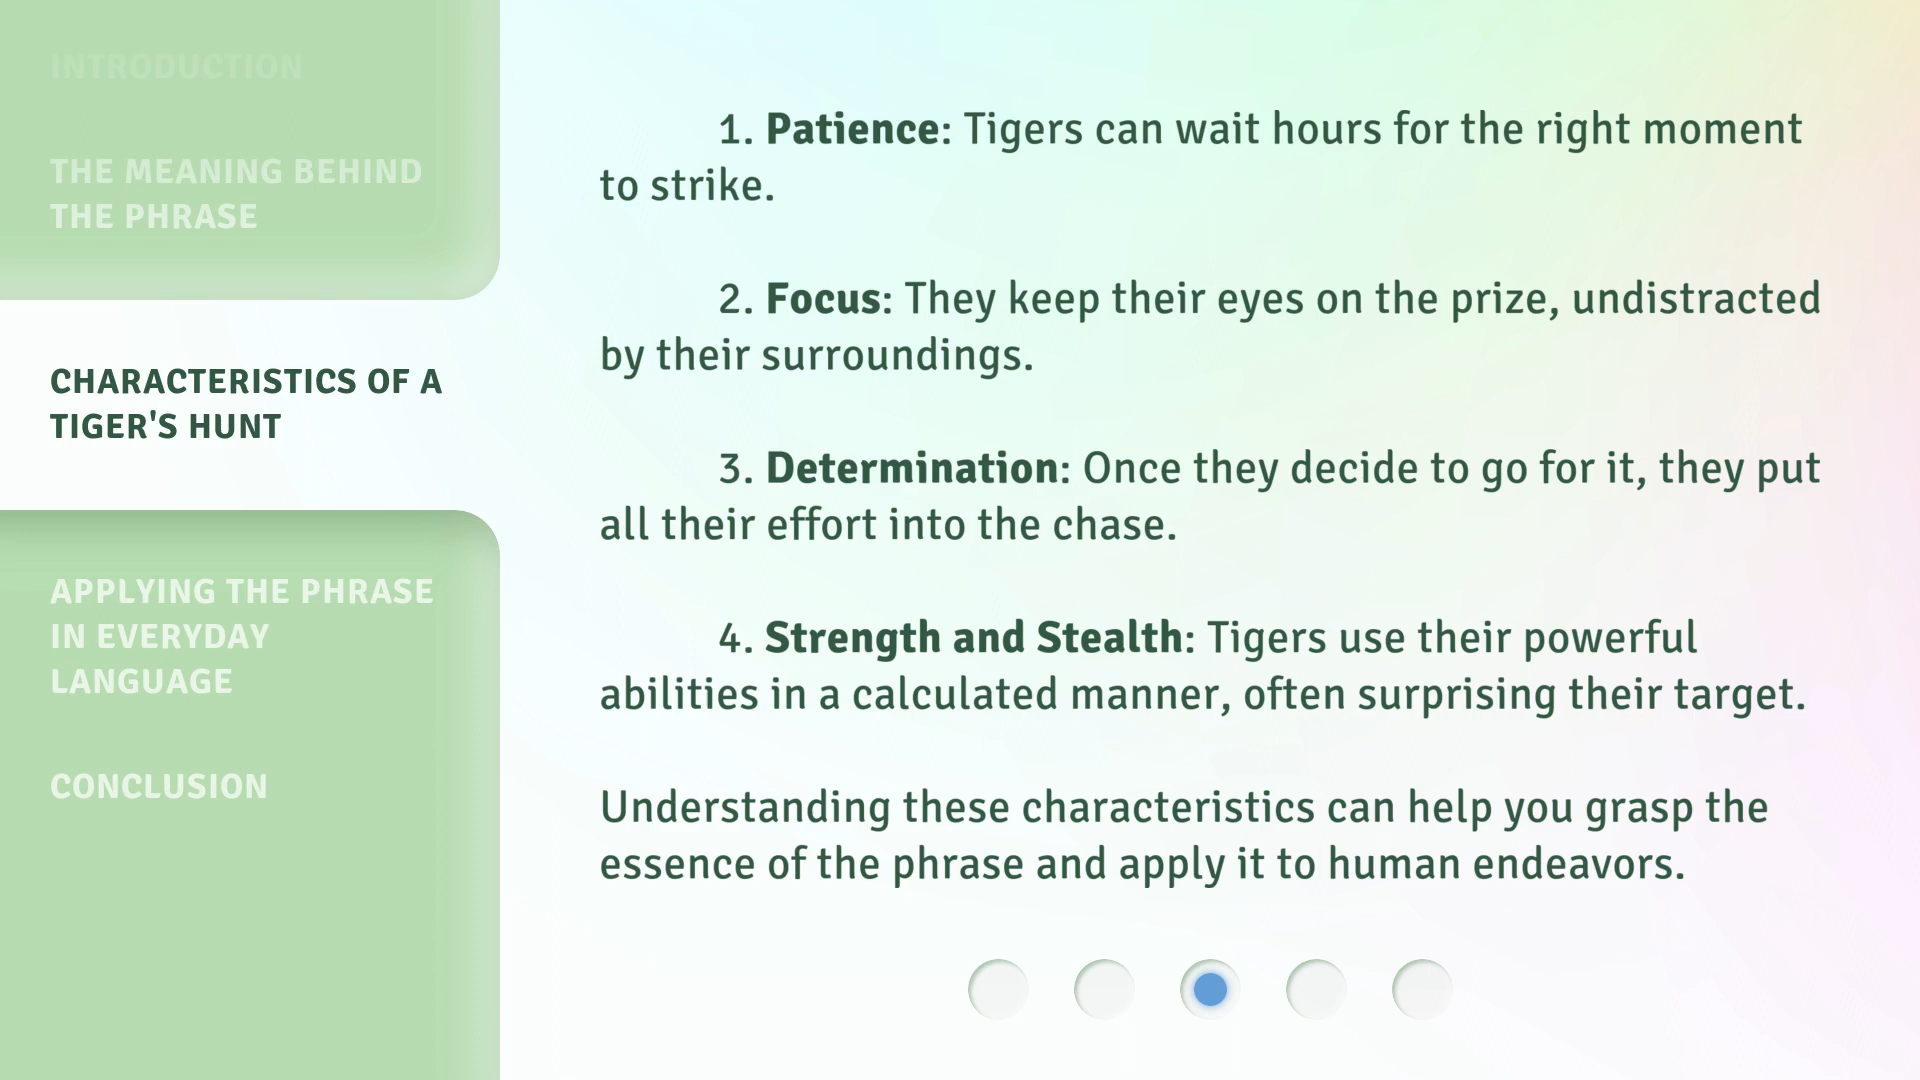 INTRODUCTION
THE MEANING BEHIND
THE PHRASE
CHARACTERISTICS OF A
TIGER'S HUNT
APPLYING THE PHRASE
IN EVERYDAY
LANGUAGE
CONCLUSION
1. Patience: Tigers can wait hours for the right moment
to strike.
2. Focus: They keep their eyes on the prize, undistracted
by their surroundings.
3. Determination: Once they decide to go for it, they put
all their effort into the chase.
4. Strength and Stealth: Tigers use their powerful
abilities in a calculated manner, often surprising their target.
Understanding these characteristics can help you grasp the
essence of the phrase and apply it to human endeavors.